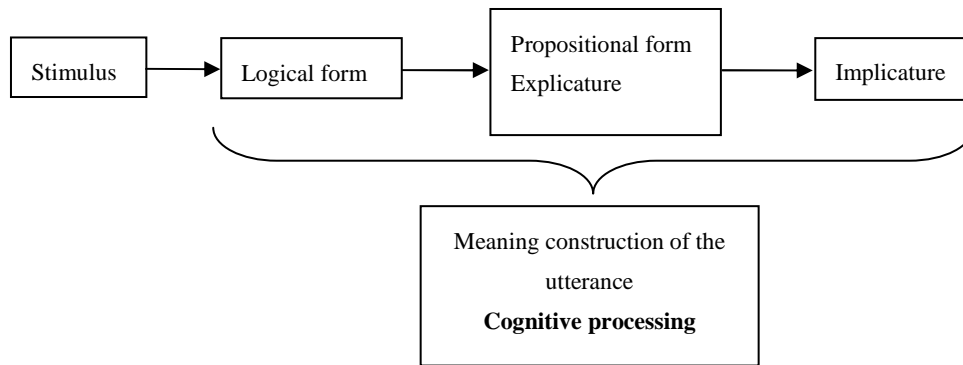 Stimulus
Logical form
Propositional form
Explicature
Implicature
Meaning construction of the
utterance
Cognitive processing